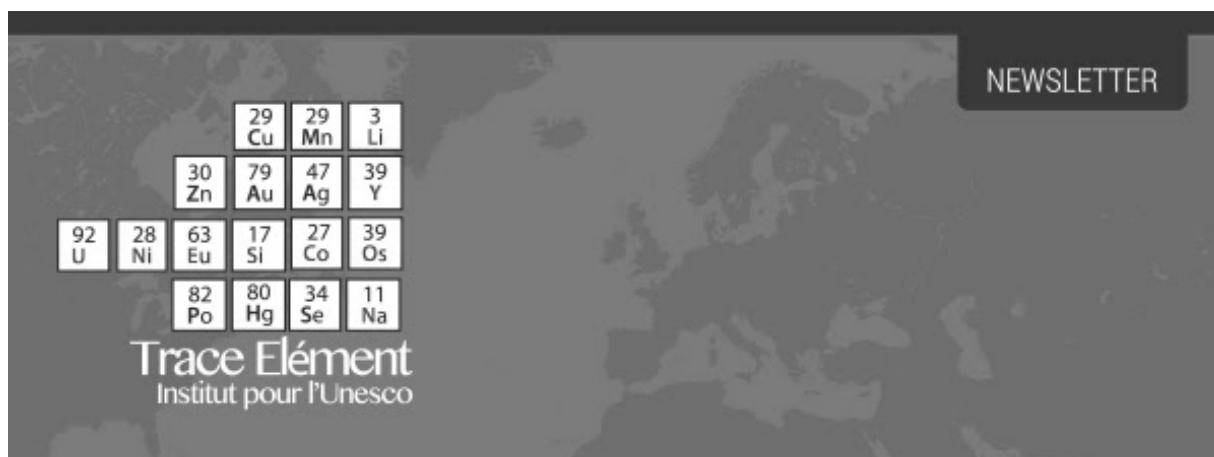 NEWSLETTER
29 29 3
Cu Mn Li
30 79 47 39
Zn Au Ag Y
92 28 63 17 27 39
U Ni Eu Si Co Os
82 80 34 11
Po Hg Se Na
Trace Elément
Institut pour l'Unesco